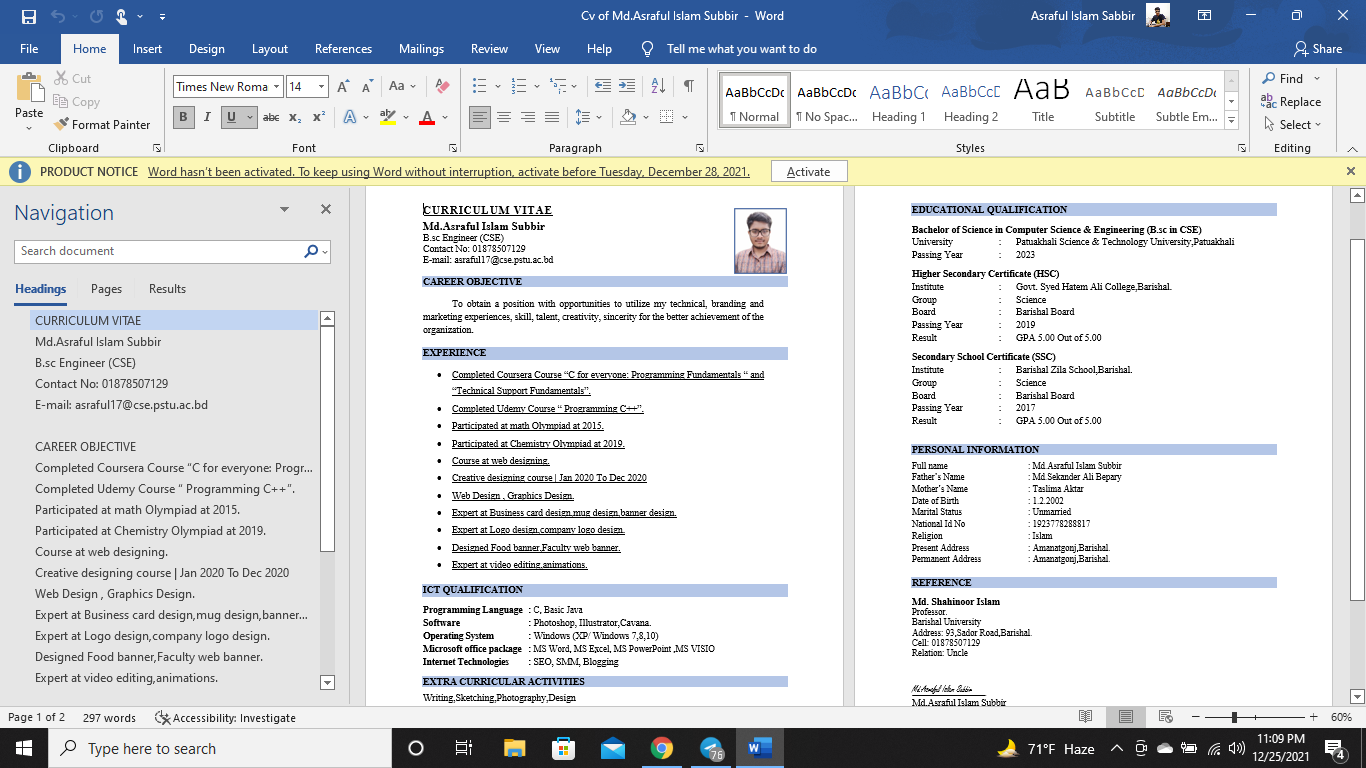 Cv of Md.Asraful Islam Subbir - Word
Asraful Islam Sabbir
File Home Insert Design Layout References Mailings Review View Help Tell me what you want to do Share
Paste
Cut
Copy
Format Painter
Clipboard
Times New Roma 14
Aa
B I U abc x₂ x²
A A
Font
Paragraph
AaBbCcDc ¶ Normal
AaBbCcDc ¶ No Spac...
AaBbCc Heading 1
AaBbCcD Heading 2
AaB Title
AaBbCcD Subtitle
AaBbCcDc Subtle Em...
Styles
Find
Replace
Select
Editing
PRODUCT NOTICE Word hasn't been activated. To keep using Word without interruption, activate before Tuesday, December 28, 2021. Activate
Navigation
Search document
Headings Pages Results
CURRICULUM VITAE
Md.Asraful Islam Subbir
B.sc Engineer (CSE)
Contact No: 01878507129
E-mail: asraful17@cse.pstu.ac.bd
CAREER OBJECTIVE
Completed Coursera Course “C for everyone: Progr...
Completed Udemy Course “ Programming C++”.
Participated at math Olympiad at 2015.
Participated at Chemistry Olympiad at 2019.
Course at web designing.
Creative designing course | Jan 2020 To Dec 2020
Web Design , Graphics Design.
Expert at Business card design,mug design,banner...
Expert at Logo design,company logo design.
Designed Food banner,Faculty web banner.
Expert at video editing,animations.
CURRICULUM VITAE
Md.Asraful Islam Subbir
B.sc Engineer (CSE)
Contact No: 01878507129
E-mail: asraful17@cse.pstu.ac.bd
CAREER OBJECTIVE
To obtain a position with opportunities to utilize my technical, branding and
marketing experiences, skill, talent, creativity, sincerity for the better achievement of the
organization.
EXPERIENCE
• Completed Coursera Course “C for everyone: Programming Fundamentals “ and
“Technical Support Fundamentals”.
• Completed Udemy Course “ Programming C++”.
• Participated at math Olympiad at 2015.
• Participated at Chemistry Olympiad at 2019.
• Course at web designing.
• Creative designing course | Jan 2020 To Dec 2020
• Web Design , Graphics Design.
• Expert at Business card design,mug design,banner design.
• Expert at Logo design,company logo design.
• Designed Food banner,Faculty web banner.
• Expert at video editing,animations.
ICT QUALIFICATION
Programming Language : C, Basic Java
Software : Photoshop, Illustrator,Cavana.
Operating System : Windows (XP/ Windows 7,8,10)
Microsoft office package : MS Word, MS Excel, MS PowerPoint ,MS VISIO
Internet Technologies : SEO, SMM, Blogging
EXTRA CURRICULAR ACTIVITIES
Writing,Sketching,Photography,Design
EDUCATIONAL QUALIFICATION
Bachelor of Science in Computer Science & Engineering (B.sc in CSE)
University : Patuakhali Science & Technology University,Patuakhali
Passing Year : 2023
Higher Secondary Certificate (HSC)
Institute : Govt. Syed Hatem Ali College,Barishal.
Group : Science
Board : Barishal Board
Passing Year : 2019
Result : GPA 5.00 Out of 5.00
Secondary School Certificate (SSC)
Institute : Barishal Zila School,Barishal.
Group : Science
Board : Barishal Board
Passing Year : 2017
Result : GPA 5.00 Out of 5.00
PERSONAL INFORMATION
Full name : Md.Asraful Islam Subbir
Father’s Name : Md.Sekander Ali Bepary
Mother’s Name : Taslima Aktar
Date of Birth : 1.2.2002
Marital Status : Unmarried
National Id No : 1923778288817
Religion : Islam
Present Address : Amanatgonj,Barishal.
Permanent Address : Amanatgonj,Barishal.
REFERENCE
Md. Shahinoor Islam
Professor.
Barishal University
Address: 93,Sador Road,Barishal.
Cell: 01878507129
Relation: Uncle
Md.Asraful Islam Subbir
Md.Asraful Islam Subbir
Page 1 of 2 297 words Accessibility: Investigate 60%
Type here to search
76
71°F Haze
11:09 PM
12/25/2021
4